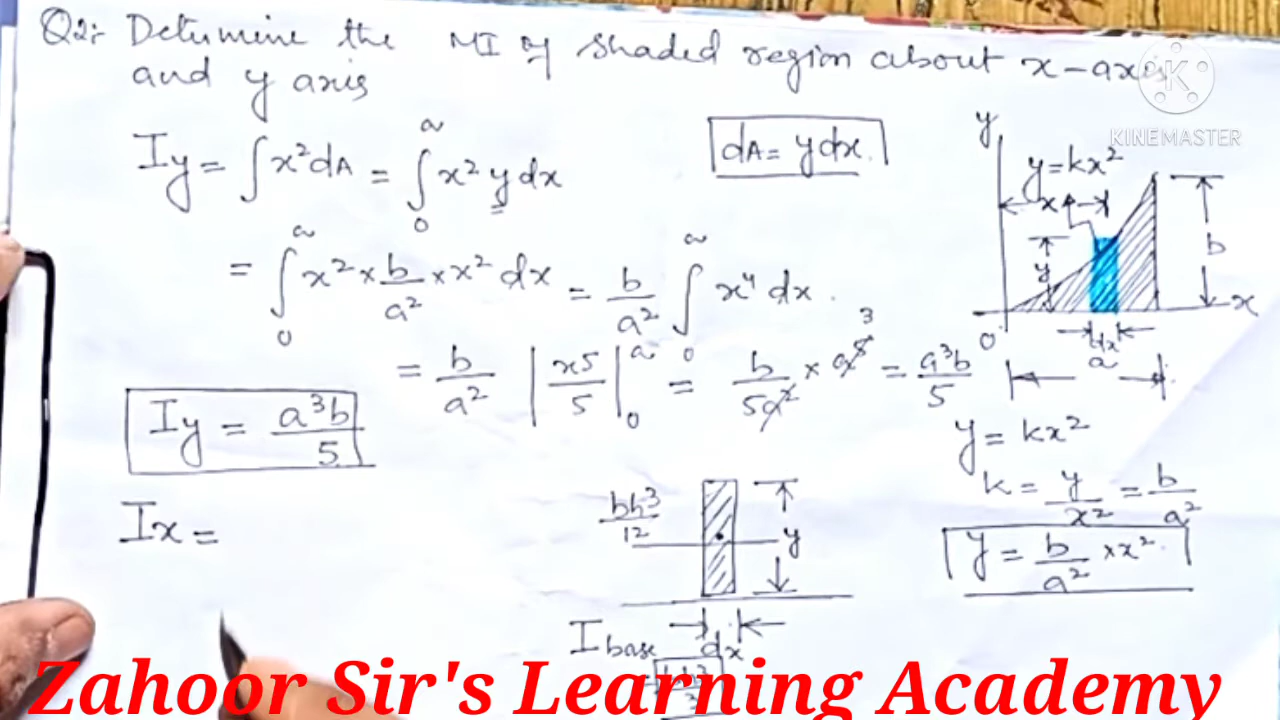 Q2:- Determine the MI of shaded region about x-axis
and y axis
Iy = ∫x²dA = ∫₀ᵃ x² y dx
dA = ydx.
= ∫₀ᵃ x² × b/a² × x² dx = b/a² ∫₀ᵃ x⁴ dx.
= b/a² |x5/5|₀ᵃ = b/5a² × a⁵ 3 = a³b/5
Iy = a³b/5
Ix =
KINEMASTER
y
y=kx²
x
b
y
x
0
dx
a
y = kx²
k = y/x² = b/a²
y = b/a² × x²
bh³/12
y
dx
I base
Zahoor Sir's Learning Academy